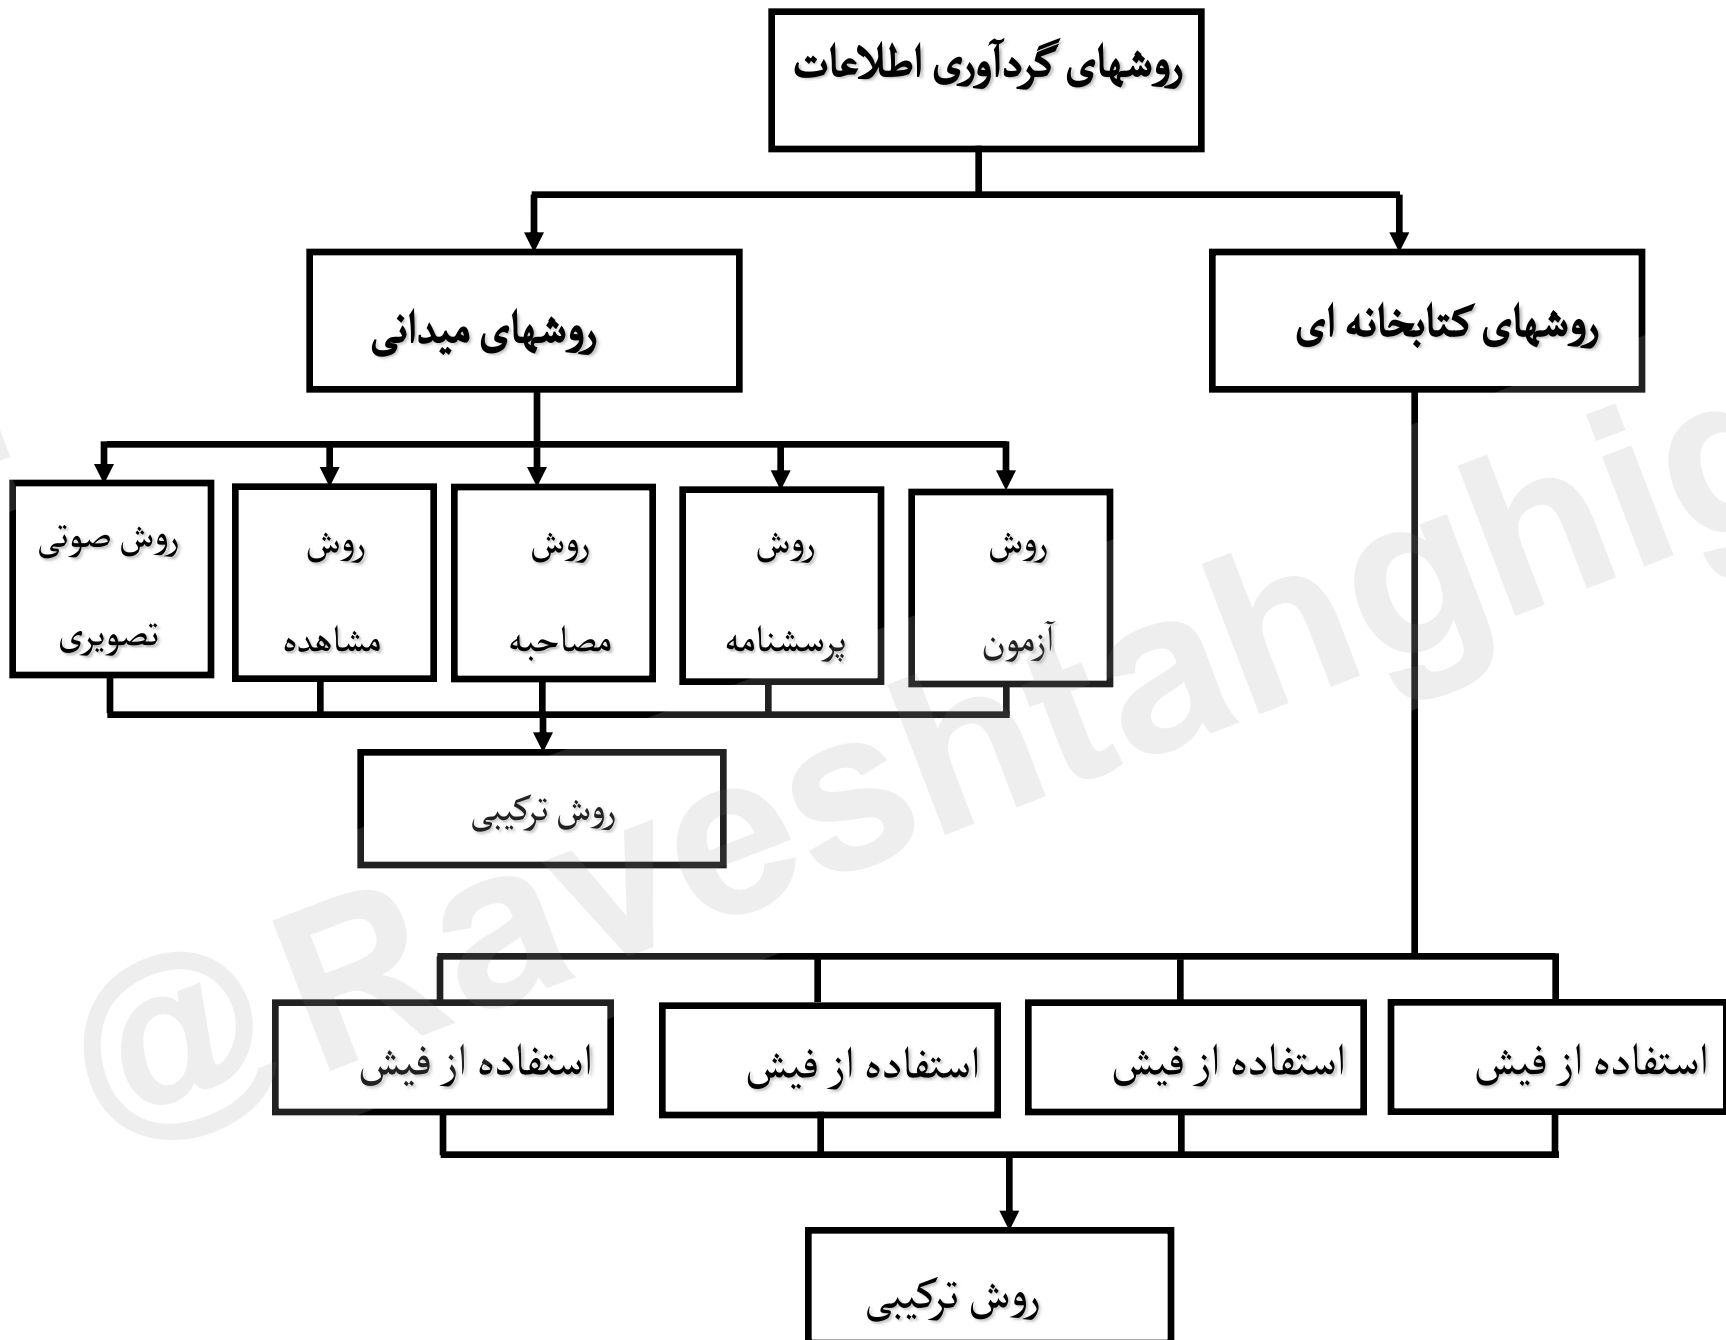 روشهای گردآوری اطلاعات
روشهای کتابخانه ای
روشهای میدانی
روش
آزمون
روش
پرسشنامه
روش
مصاحبه
روش
مشاهده
روش صوتی
تصویری
روش ترکیبی
استفاده از فیش
استفاده از فیش
استفاده از فیش
استفاده از فیش
روش ترکیبی
@Raveshtahghig